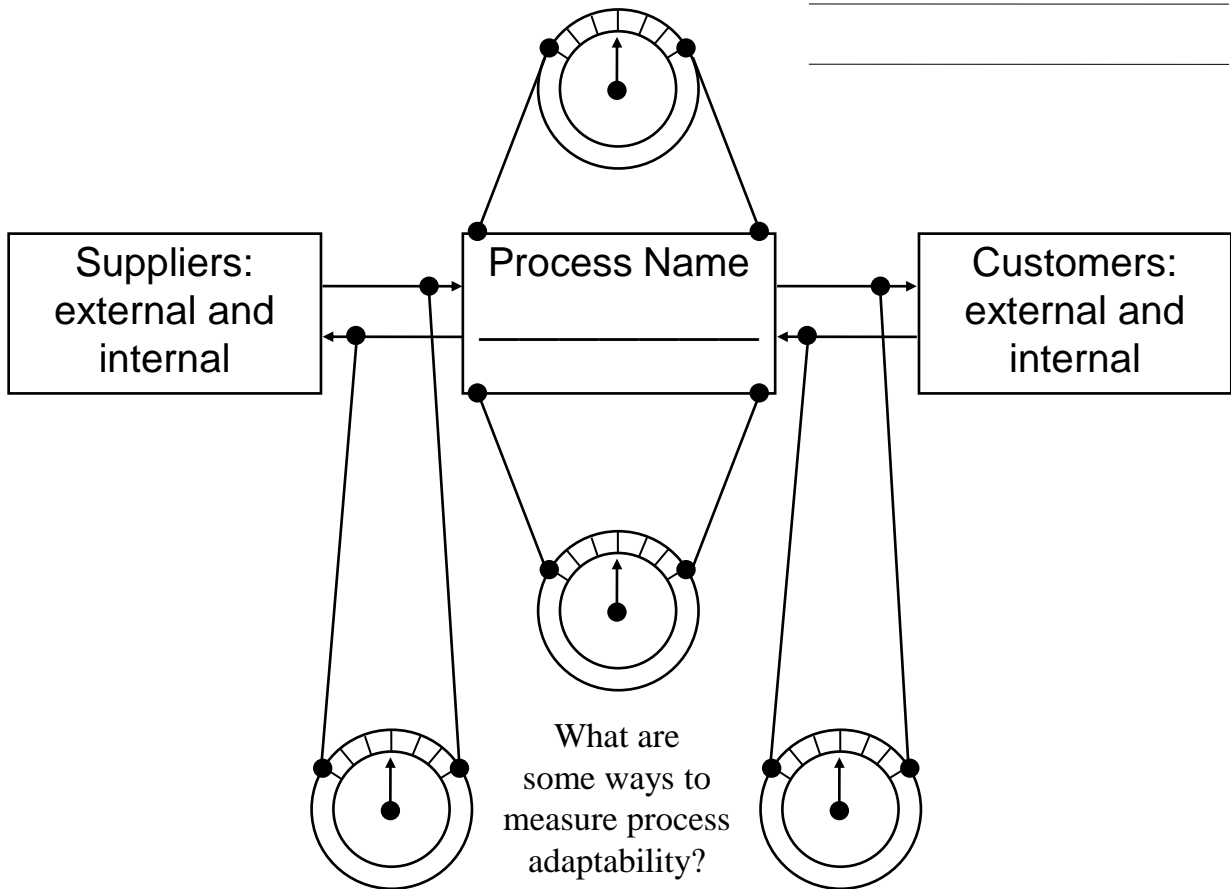 Suppliers:
external and
internal
Process Name
Customers:
external and
internal
What are
some ways to
measure process
adaptability?